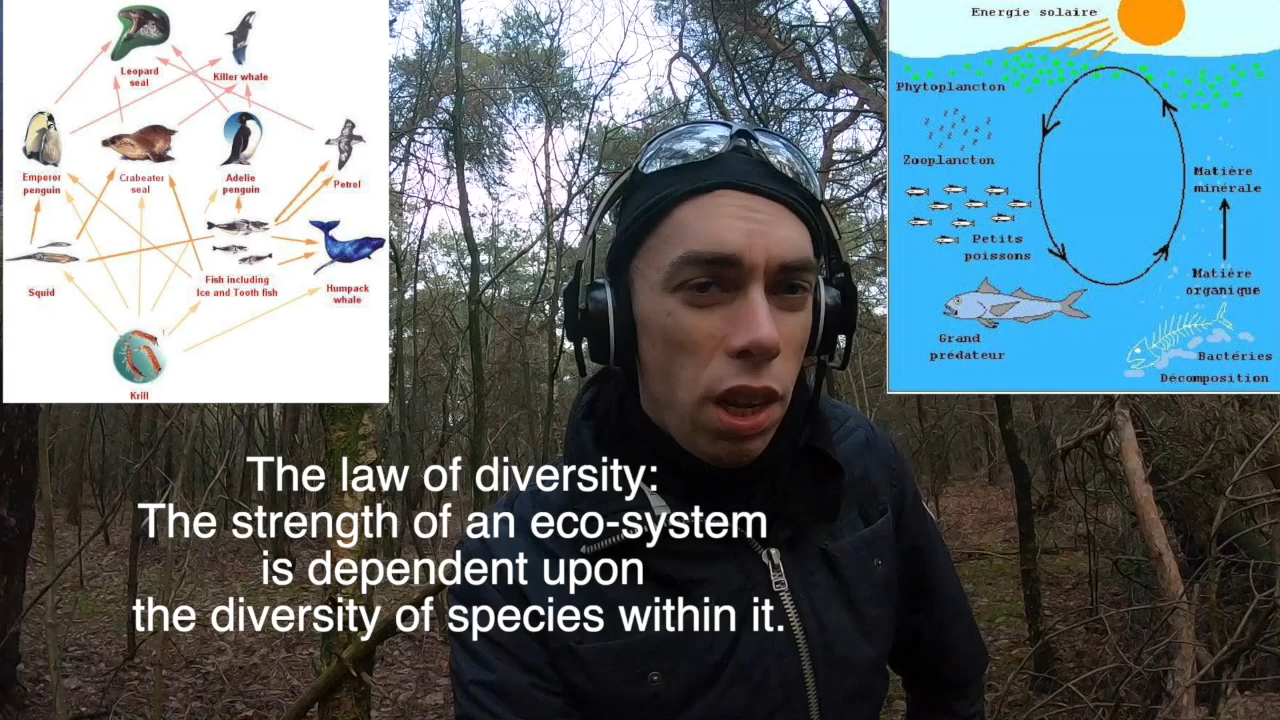 Leopard
seal
Killer whale
Emperor
penguin
Crabeater
seal
Adelie
penguin
Petrel
Squid
Fish including
Ice and Tooth fish
Humpack
whale
Krill
Energie solaire
Phytoplancton
Zooplancton
Matière
minérale
Petits
poissons
Matière
organique
Grand
prédateur
Bactéries
Décomposition
The law of diversity:
The strength of an eco-system
is dependent upon
the diversity of species within it.